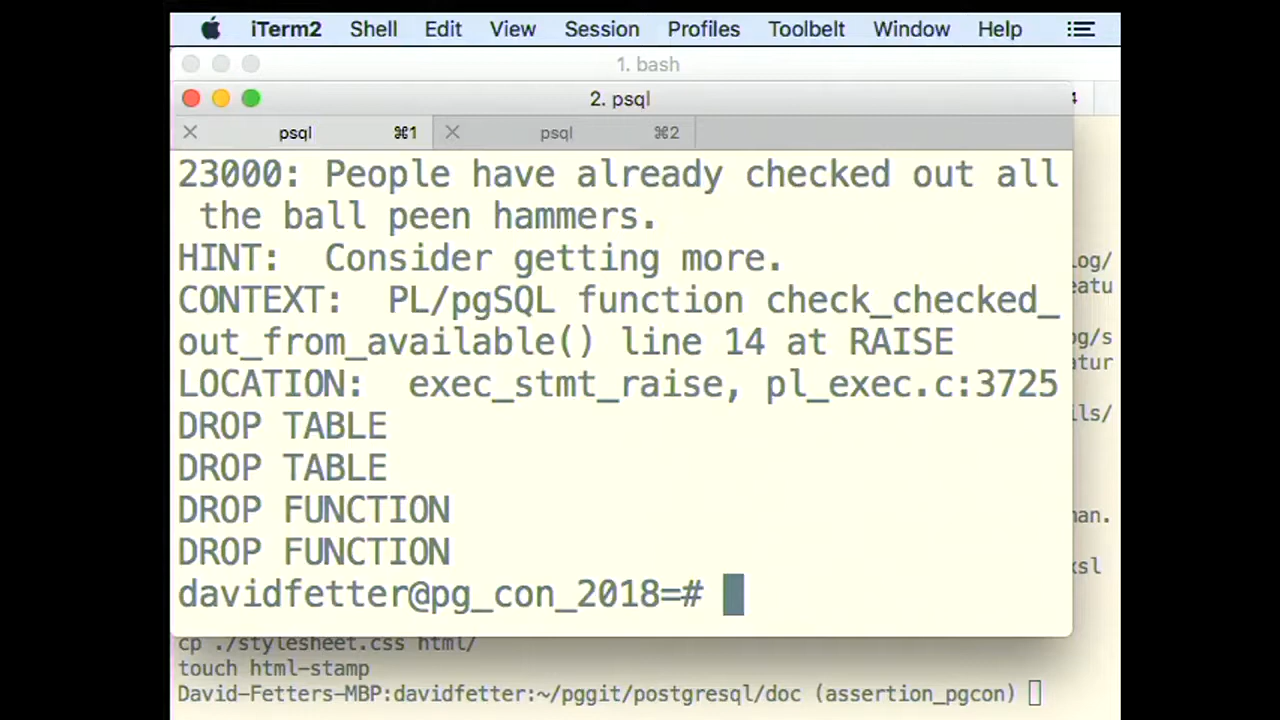 iTerm2 Shell Edit View Session Profiles Toolbelt Window Help
1. bash
2. psql
4
psql ⌘1 psql ⌘2
23000: People have already checked out all
the ball peen hammers.
HINT:  Consider getting more.
CONTEXT:  PL/pgSQL function check_checked_
out_from_available() line 14 at RAISE
LOCATION:  exec_stmt_raise, pl_exec.c:3725
DROP TABLE
DROP TABLE
DROP FUNCTION
DROP FUNCTION
davidfetter@pg_con_2018=#
cp ./stylesheet.css html/
touch html-stamp
David-Fetters-MBP:davidfetter:~/pggit/postgresql/doc (assertion_pgcon)